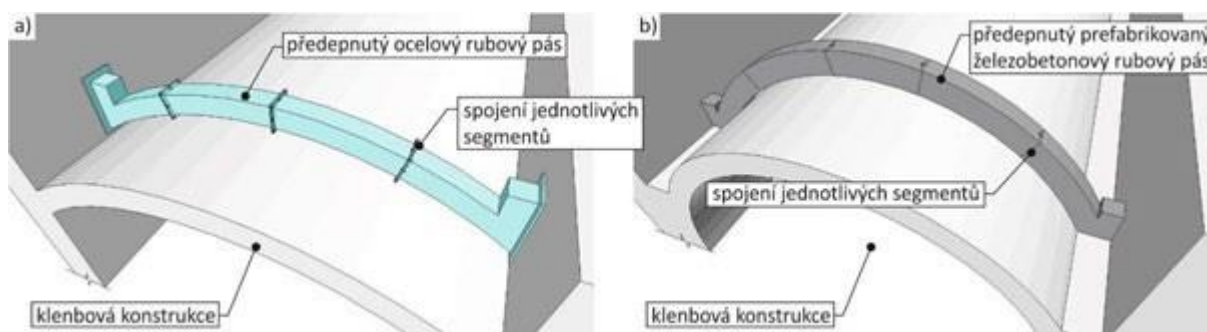 a)
předepnutý ocelový rubový pás
spojení jednotlivých
segmentů
klenbová konstrukce
b)
předepnutý prefabrikovaný
železobetonový rubový pás
spojení jednotlivých segmentů
klenbová konstrukce